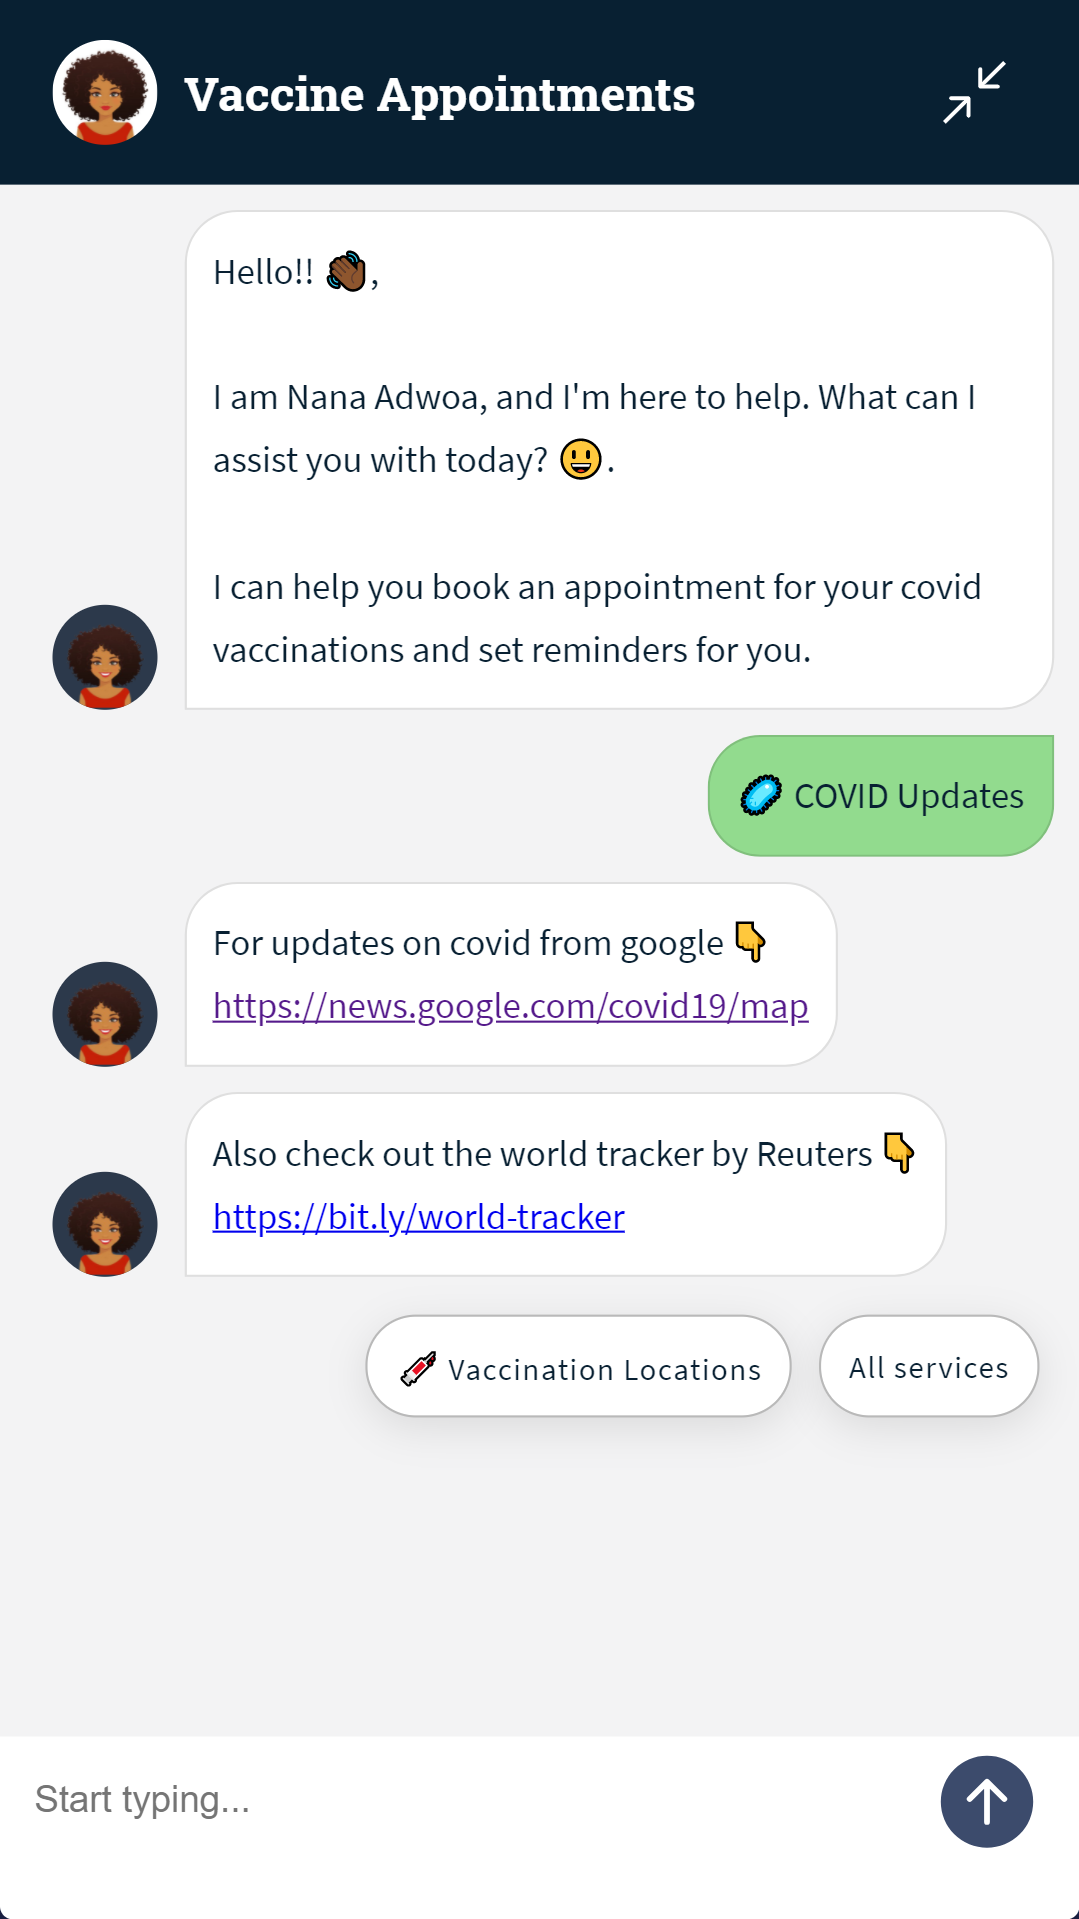 Vaccine Appointments
Hello!! 👋🏾,
I am Nana Adwoa, and I'm here to help. What can I
assist you with today? 😃.
I can help you book an appointment for your covid
vaccinations and set reminders for you.
🦠 COVID Updates
For updates on covid from google 👇
https://news.google.com/covid19/map
Also check out the world tracker by Reuters 👇
https://bit.ly/world-tracker
💉 Vaccination Locations
All services
Start typing...